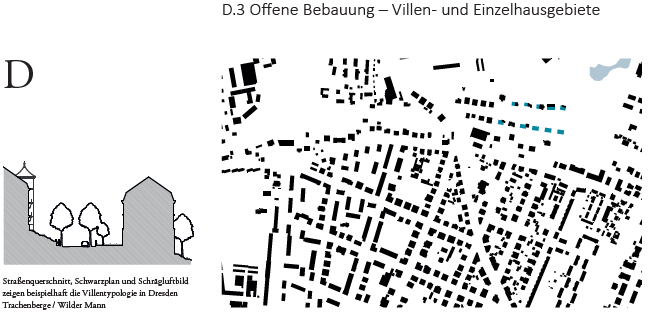 D.3 Offene Bebauung – Villen- und Einzelhausgebiete
D
Straßenquerschnitt, Schwarzplan und Schrägluftbild
zeigen beispielhaft die Villentypologie in Dresden
Trachenberge / Wilder Mann